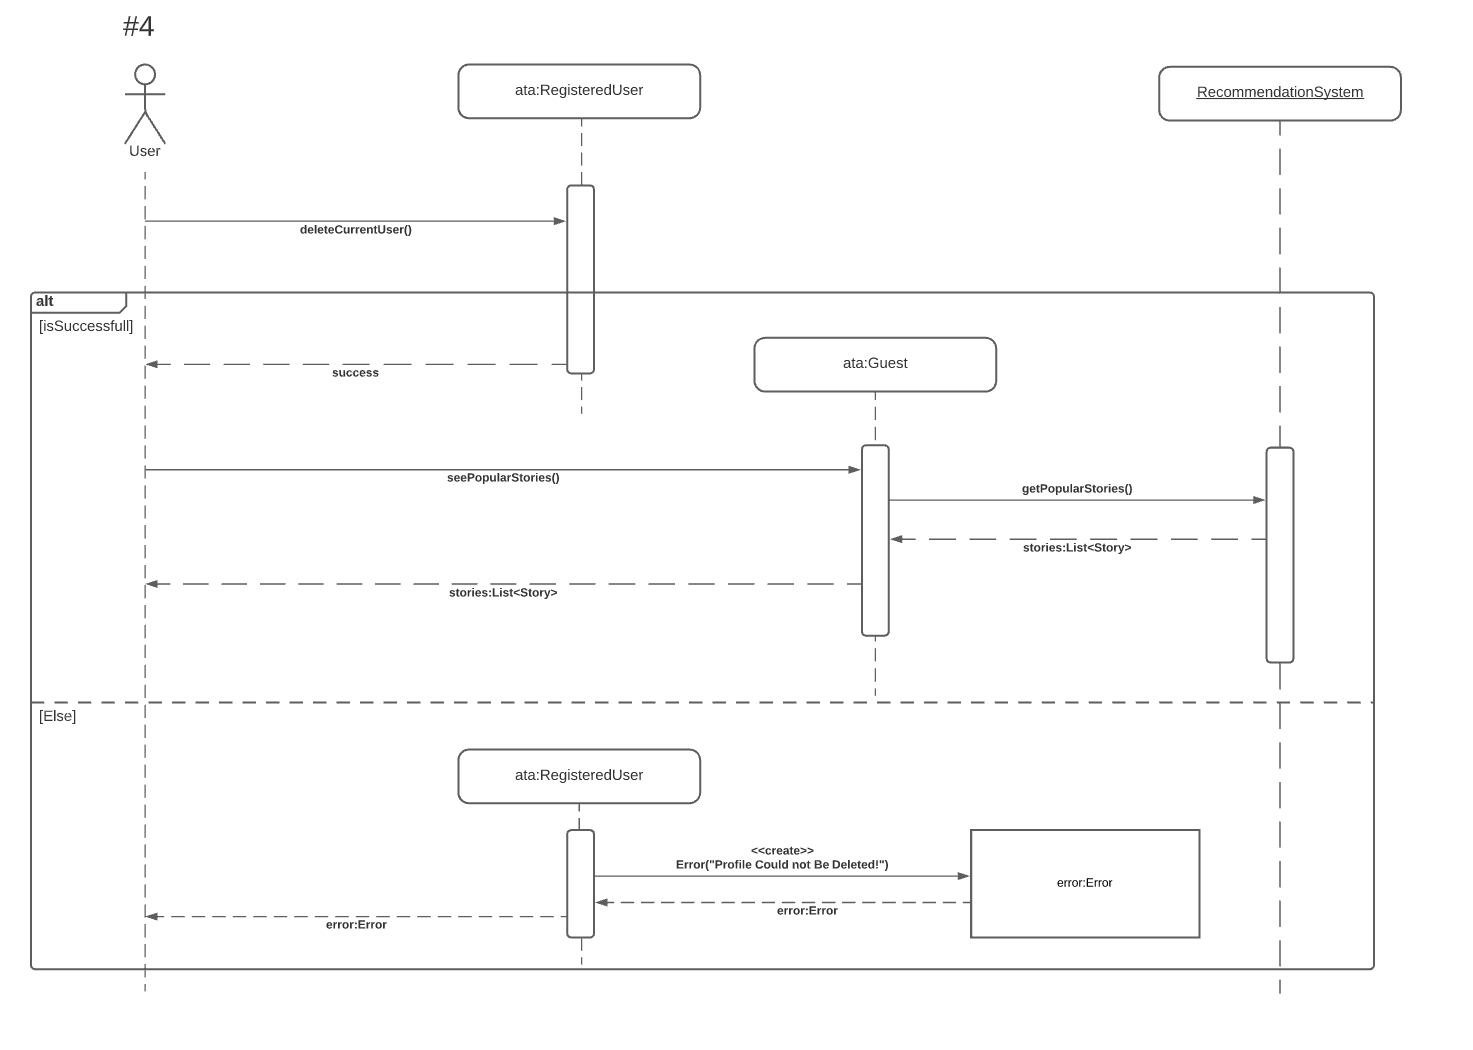 #4
User
ata:RegisteredUser
RecommendationSystem
deleteCurrentUser()
alt
[isSuccessfull]
success
ata:Guest
seePopularStories()
getPopularStories()
stories:List<Story>
stories:List<Story>
[Else]
ata:RegisteredUser
<<create>>
Error("Profile Could not Be Deleted!")
error:Error
error:Error
error:Error